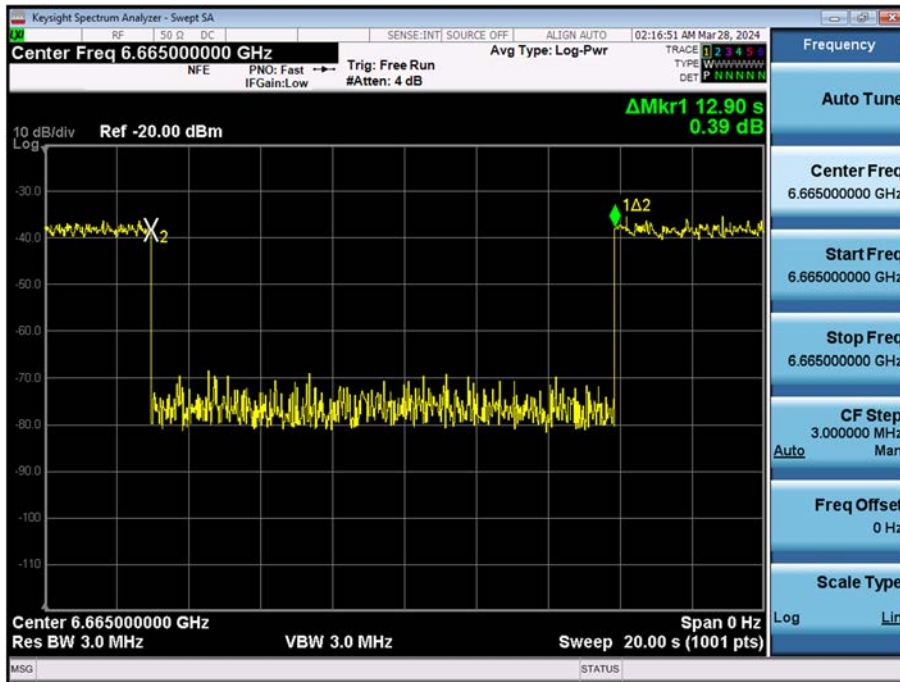 Keysight Spectrum Analyzer - Swept SA
LXI RF 50 Ω DC SENSE:INT SOURCE OFF ALIGN AUTO 02:16:51 AM Mar 28, 2024
Center Freq 6.665000000 GHz
NFE
PNO: Fast
IFGain:Low
Trig: Free Run
#Atten: 4 dB
Avg Type: Log-Pwr
TRACE 1 2 3 4 5 6
TYPE WWWWWW
DET P N N N N N
ΔMkr1 12.90 s
0.39 dB
10 dB/div Ref -20.00 dBm
Log
-30.0
-40.0
-50.0
-60.0
-70.0
-80.0
-90.0
-100
-110
2
1Δ2
Center 6.665000000 GHz Span 0 Hz
Res BW 3.0 MHz VBW 3.0 MHz Sweep 20.00 s (1001 pts)
MSG STATUS
Frequency
Auto Tune
Center Freq
6.665000000 GHz
Start Freq
6.665000000 GHz
Stop Freq
6.665000000 GHz
CF Step
3.000000 MHz
Auto Man
Freq Offset
0 Hz
Scale Type
Log Lin